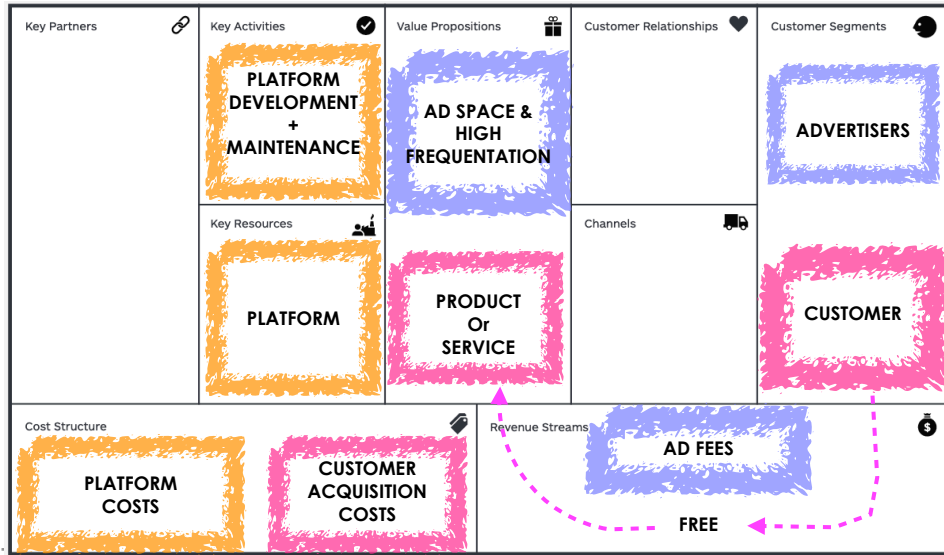 Key Partners
Key Activities
PLATFORM
DEVELOPMENT
+
MAINTENANCE
Key Resources
PLATFORM
Value Propositions
AD SPACE &
HIGH
FREQUENTATION
PRODUCT
Or
SERVICE
Customer Relationships
Channels
Customer Segments
ADVERTISERS
CUSTOMER
Cost Structure
PLATFORM
COSTS
CUSTOMER
ACQUISITION
COSTS
Revenue Streams
$
AD FEES
FREE